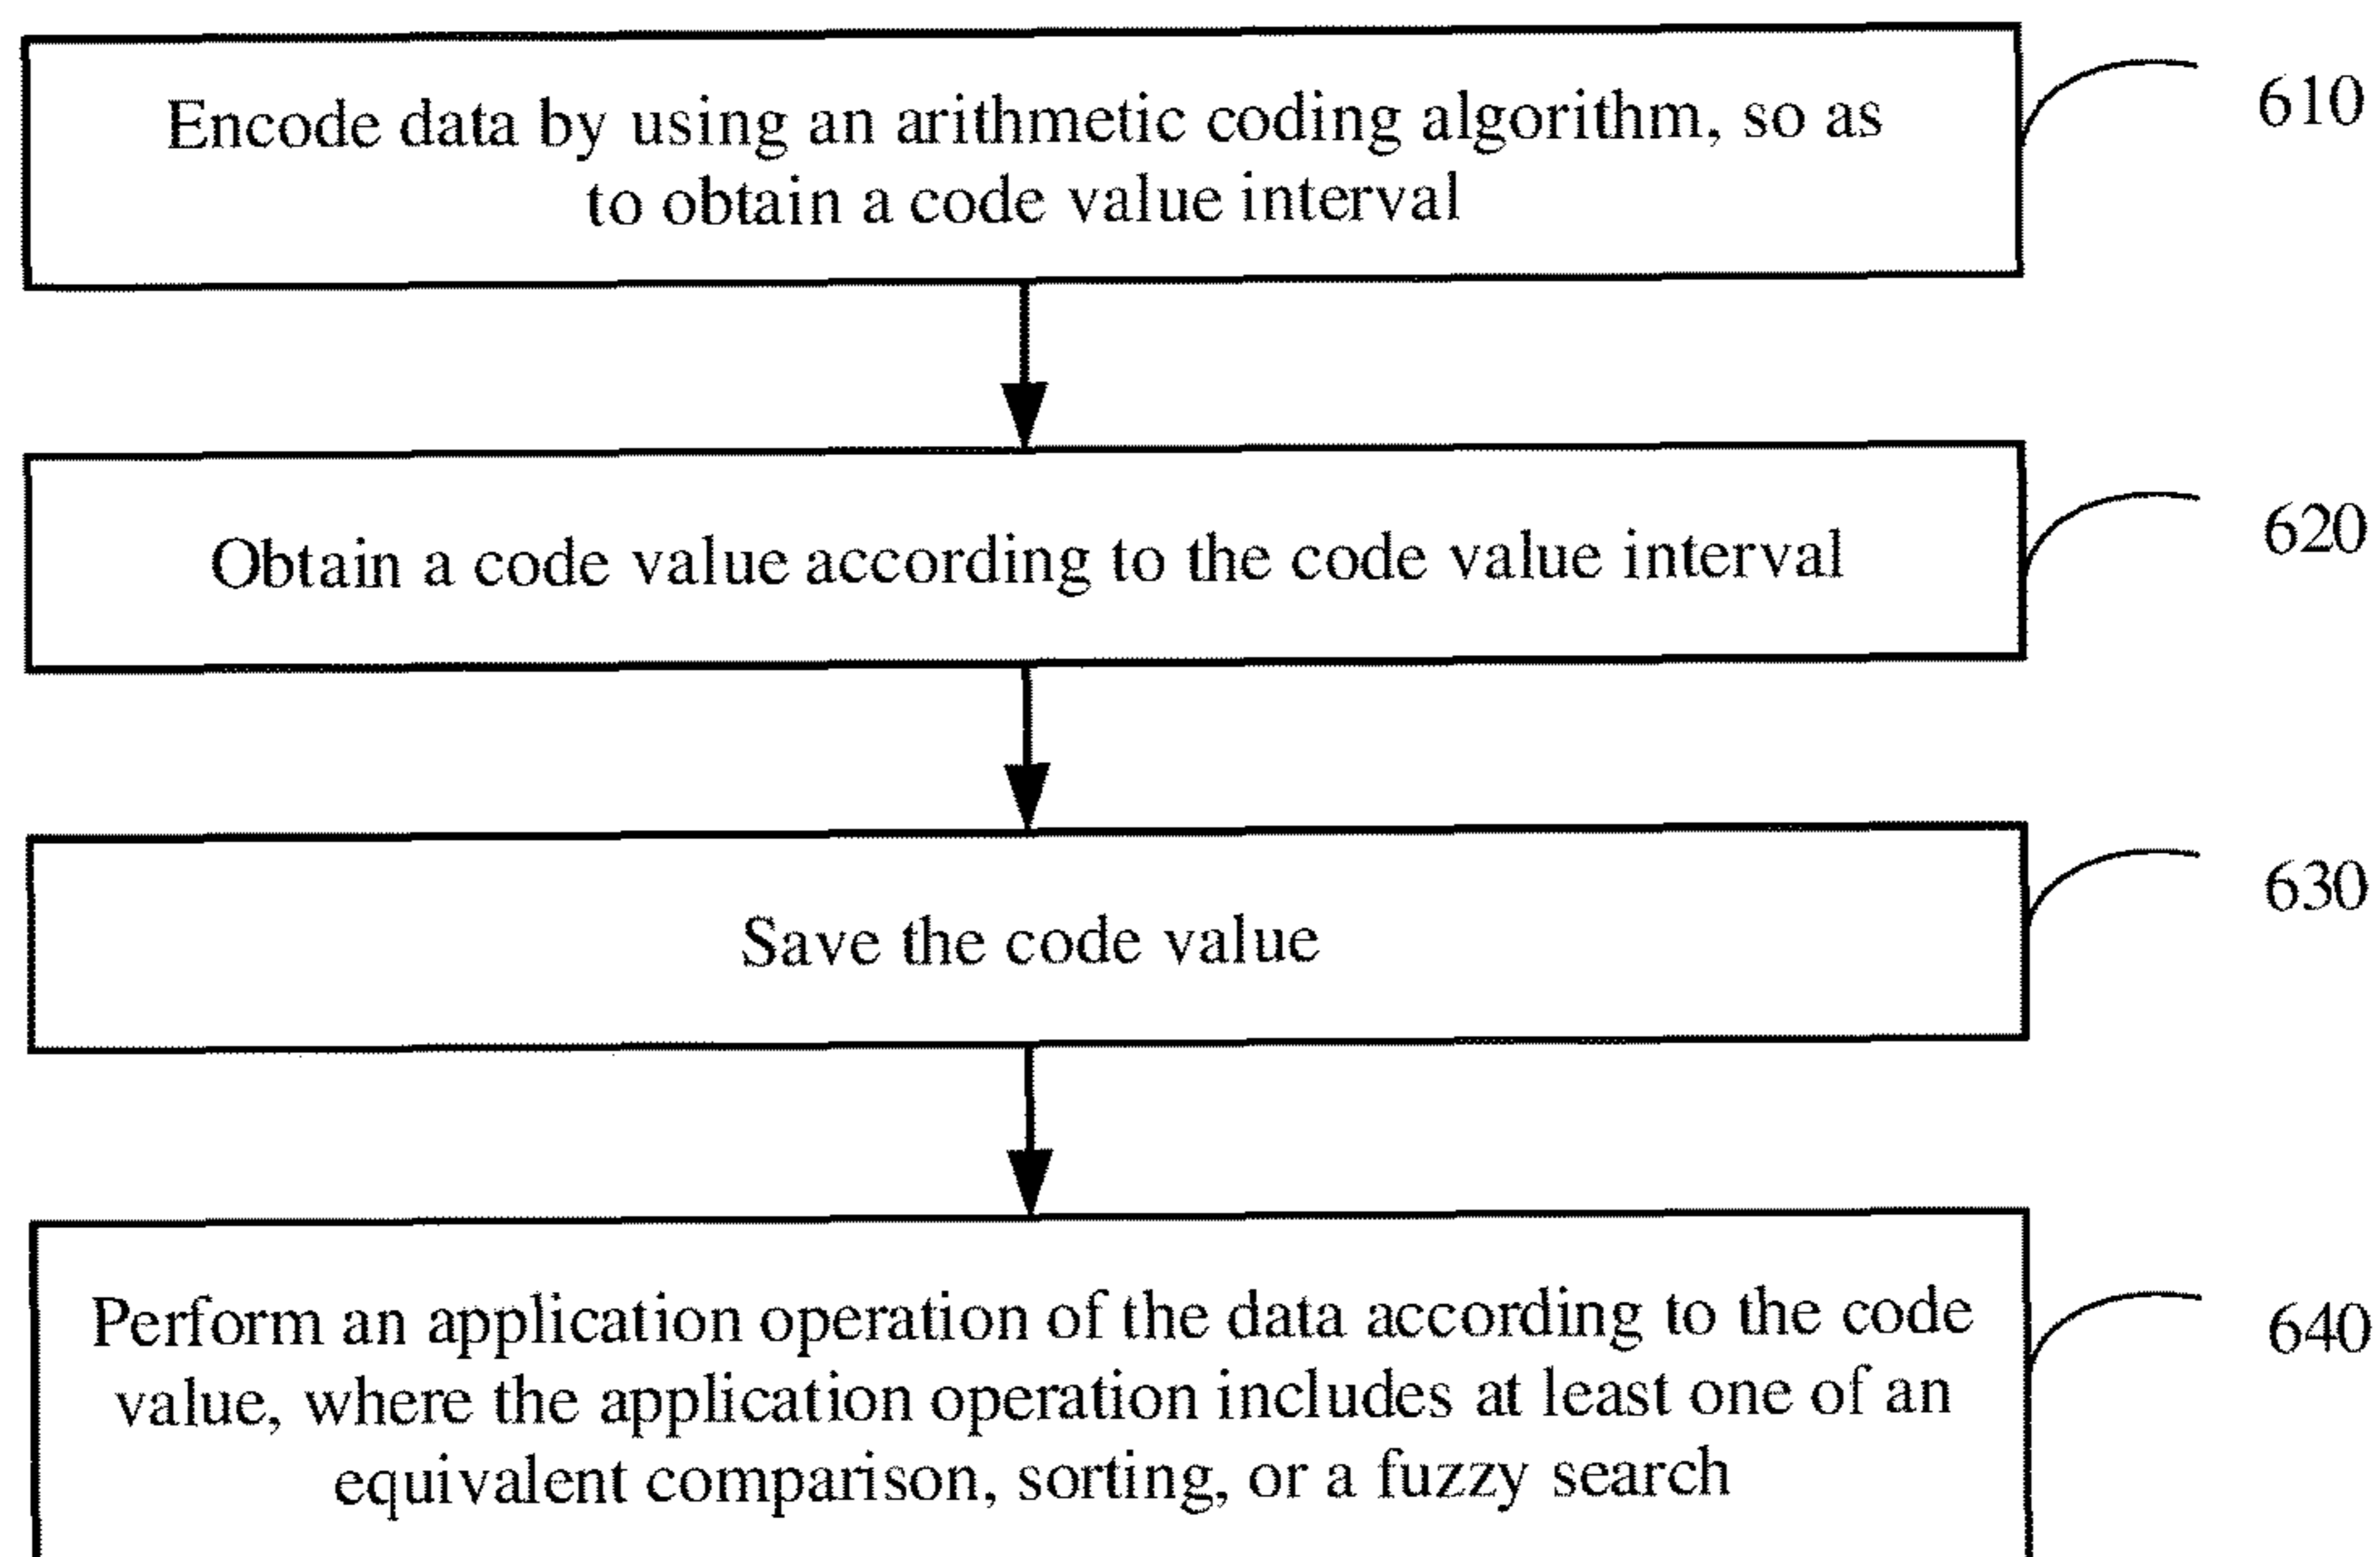 Encode data by using an arithmetic coding algorithm, so as
to obtain a code value interval
610
Obtain a code value according to the code value interval
620
Save the code value
630
Perform an application operation of the data according to the code
value, where the application operation includes at least one of an
equivalent comparison, sorting, or a fuzzy search
640